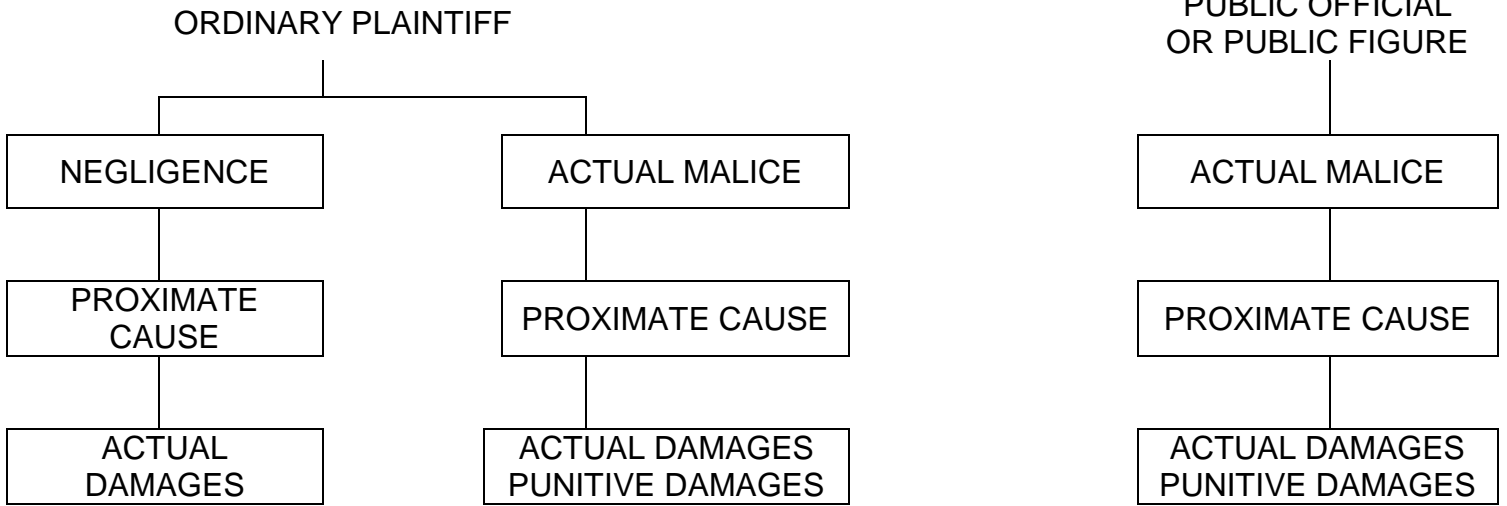 ORDINARY PLAINTIFF
PUBLIC OFFICIAL
OR PUBLIC FIGURE
NEGLIGENCE
ACTUAL MALICE
ACTUAL MALICE
PROXIMATE
CAUSE
PROXIMATE CAUSE
PROXIMATE CAUSE
ACTUAL
DAMAGES
ACTUAL DAMAGES
PUNITIVE DAMAGES
ACTUAL DAMAGES
PUNITIVE DAMAGES